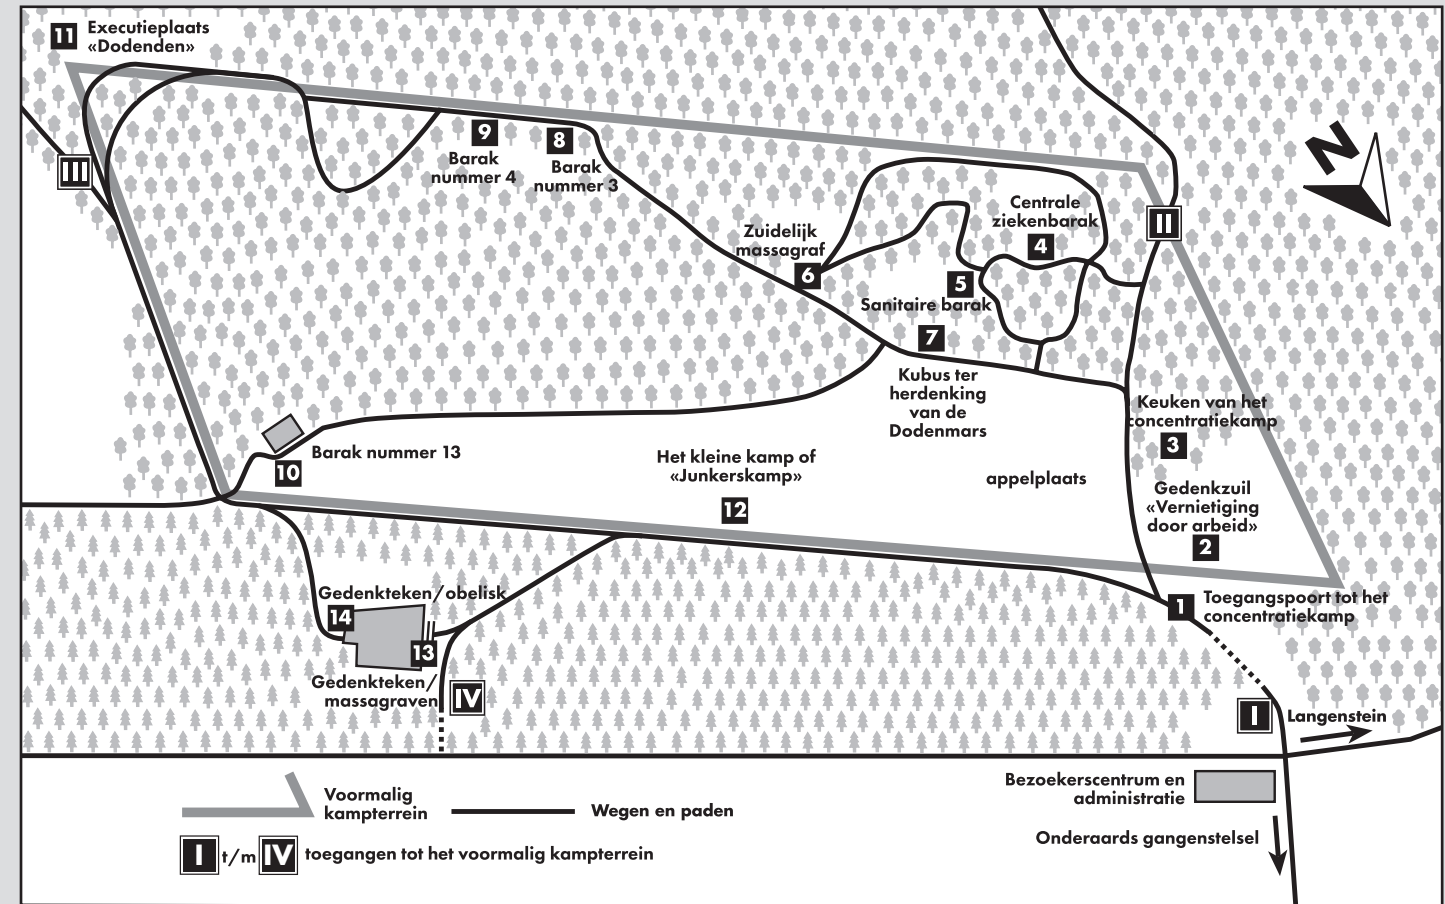 11
Executieplaats
«Dodenden»
N
III
9
Barak
nummer 4
8
Barak
nummer 3
Centrale
ziekenbarak
4
II
Zuidelijk
massagraf
6
5
Sanitaire barak
7
Kubus ter
herdenking
van de
Dodenmars
Keuken van het
concentratiekamp
3
Barak nummer 13
10
Het kleine kamp of
«Junkerskamp»
12
appelplaats
Gedenkzuil
«Vernietiging
door arbeid»
2
Gedenkteken/obelisk
14
13
Gedenkteken/
massagraven
IV
1
Toegangspoort tot het
concentratiekamp
I
Langenstein
Voormalig
kampterrein
Wegen en paden
I t/m IV toegangen tot het voormalig kampterrein
Bezoekerscentrum en
administratie
Onderaards gangenstelsel